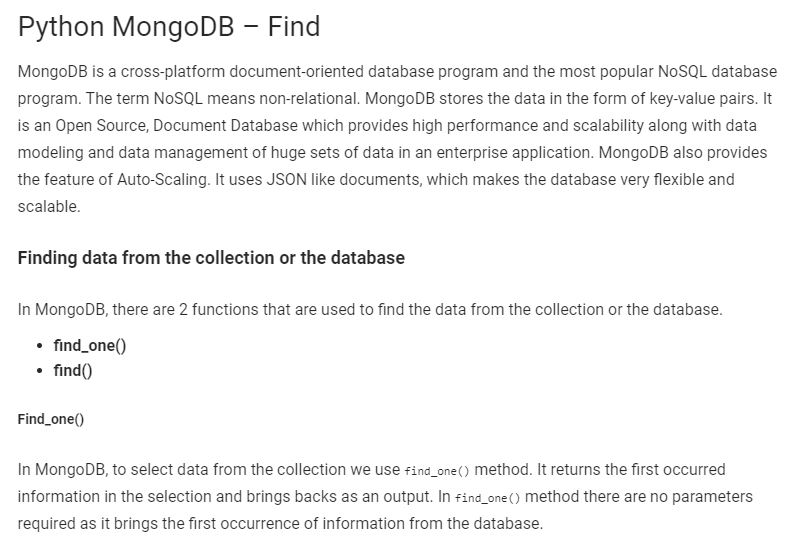 Python MongoDB – Find
MongoDB is a cross-platform document-oriented database program and the most popular NoSQL database
program. The term NoSQL means non-relational. MongoDB stores the data in the form of key-value pairs. It
is an Open Source, Document Database which provides high performance and scalability along with data
modeling and data management of huge sets of data in an enterprise application. MongoDB also provides
the feature of Auto-Scaling. It uses JSON like documents, which makes the database very flexible and
scalable.
Finding data from the collection or the database
In MongoDB, there are 2 functions that are used to find the data from the collection or the database.
• find_one()
• find()
Find_one()
In MongoDB, to select data from the collection we use find_one() method. It returns the first occurred
information in the selection and brings backs as an output. In find_one() method there are no parameters
required as it brings the first occurrence of information from the database.